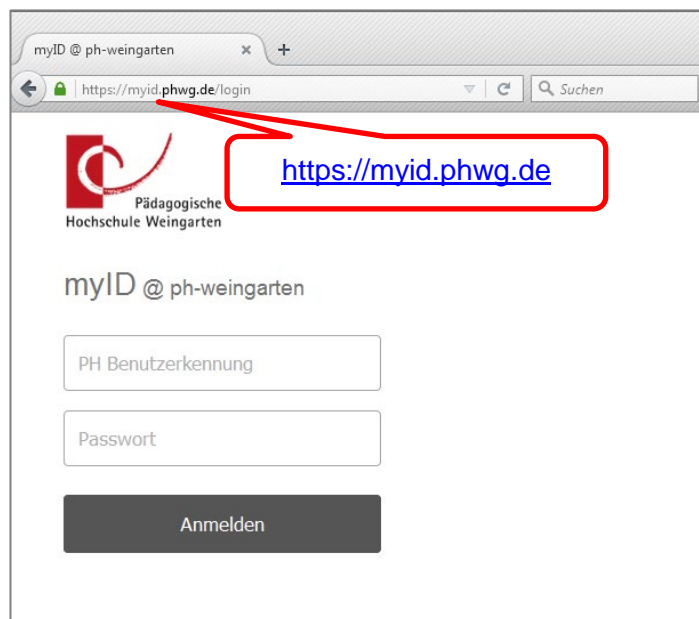 myID @ ph-weingarten
https://myid.phwg.de/login
Suchen
https://myid.phwg.de
Pädagogische
Hochschule Weingarten
myID @ ph-weingarten
PH Benutzerkennung
Passwort
Anmelden